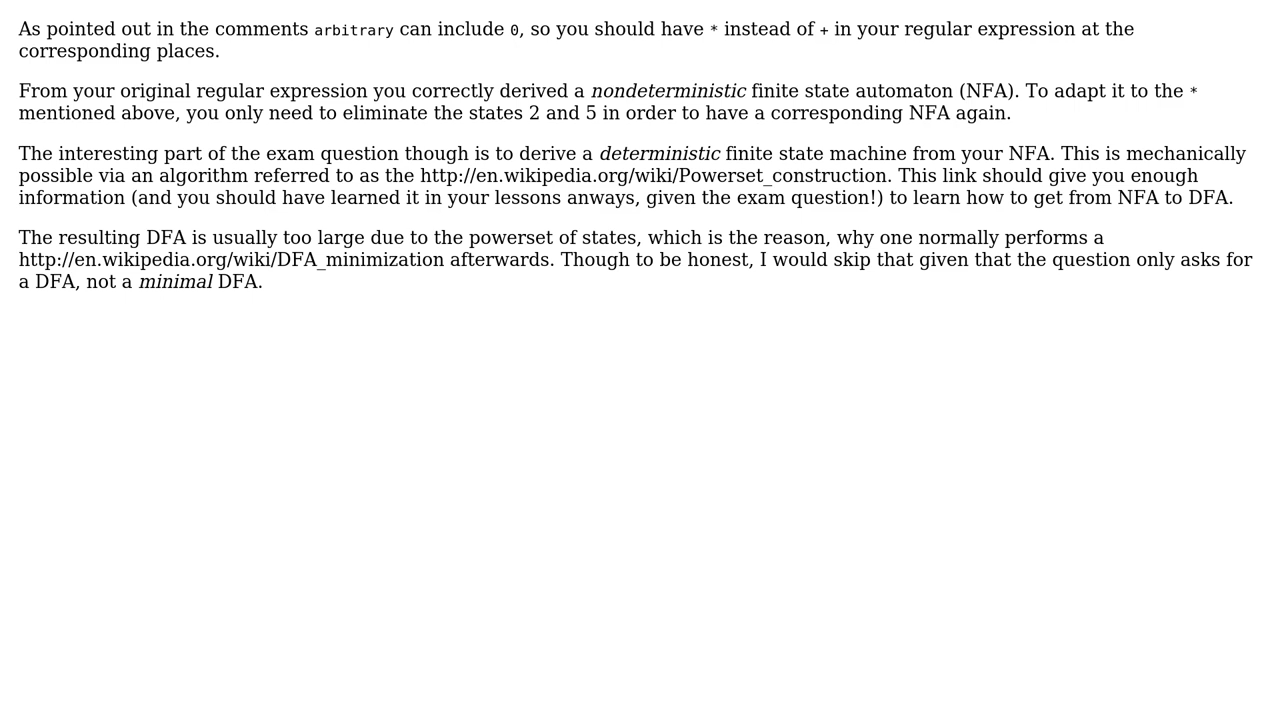 As pointed out in the comments arbitrary can include 0, so you should have * instead of + in your regular expression at the
corresponding places.
From your original regular expression you correctly derived a nondeterministic finite state automaton (NFA). To adapt it to the *
mentioned above, you only need to eliminate the states 2 and 5 in order to have a corresponding NFA again.
The interesting part of the exam question though is to derive a deterministic finite state machine from your NFA. This is mechanically
possible via an algorithm referred to as the http://en.wikipedia.org/wiki/Powerset_construction. This link should give you enough
information (and you should have learned it in your lessons anways, given the exam question!) to learn how to get from NFA to DFA.
The resulting DFA is usually too large due to the powerset of states, which is the reason, why one normally performs a
http://en.wikipedia.org/wiki/DFA_minimization afterwards. Though to be honest, I would skip that given that the question only asks for
a DFA, not a minimal DFA.